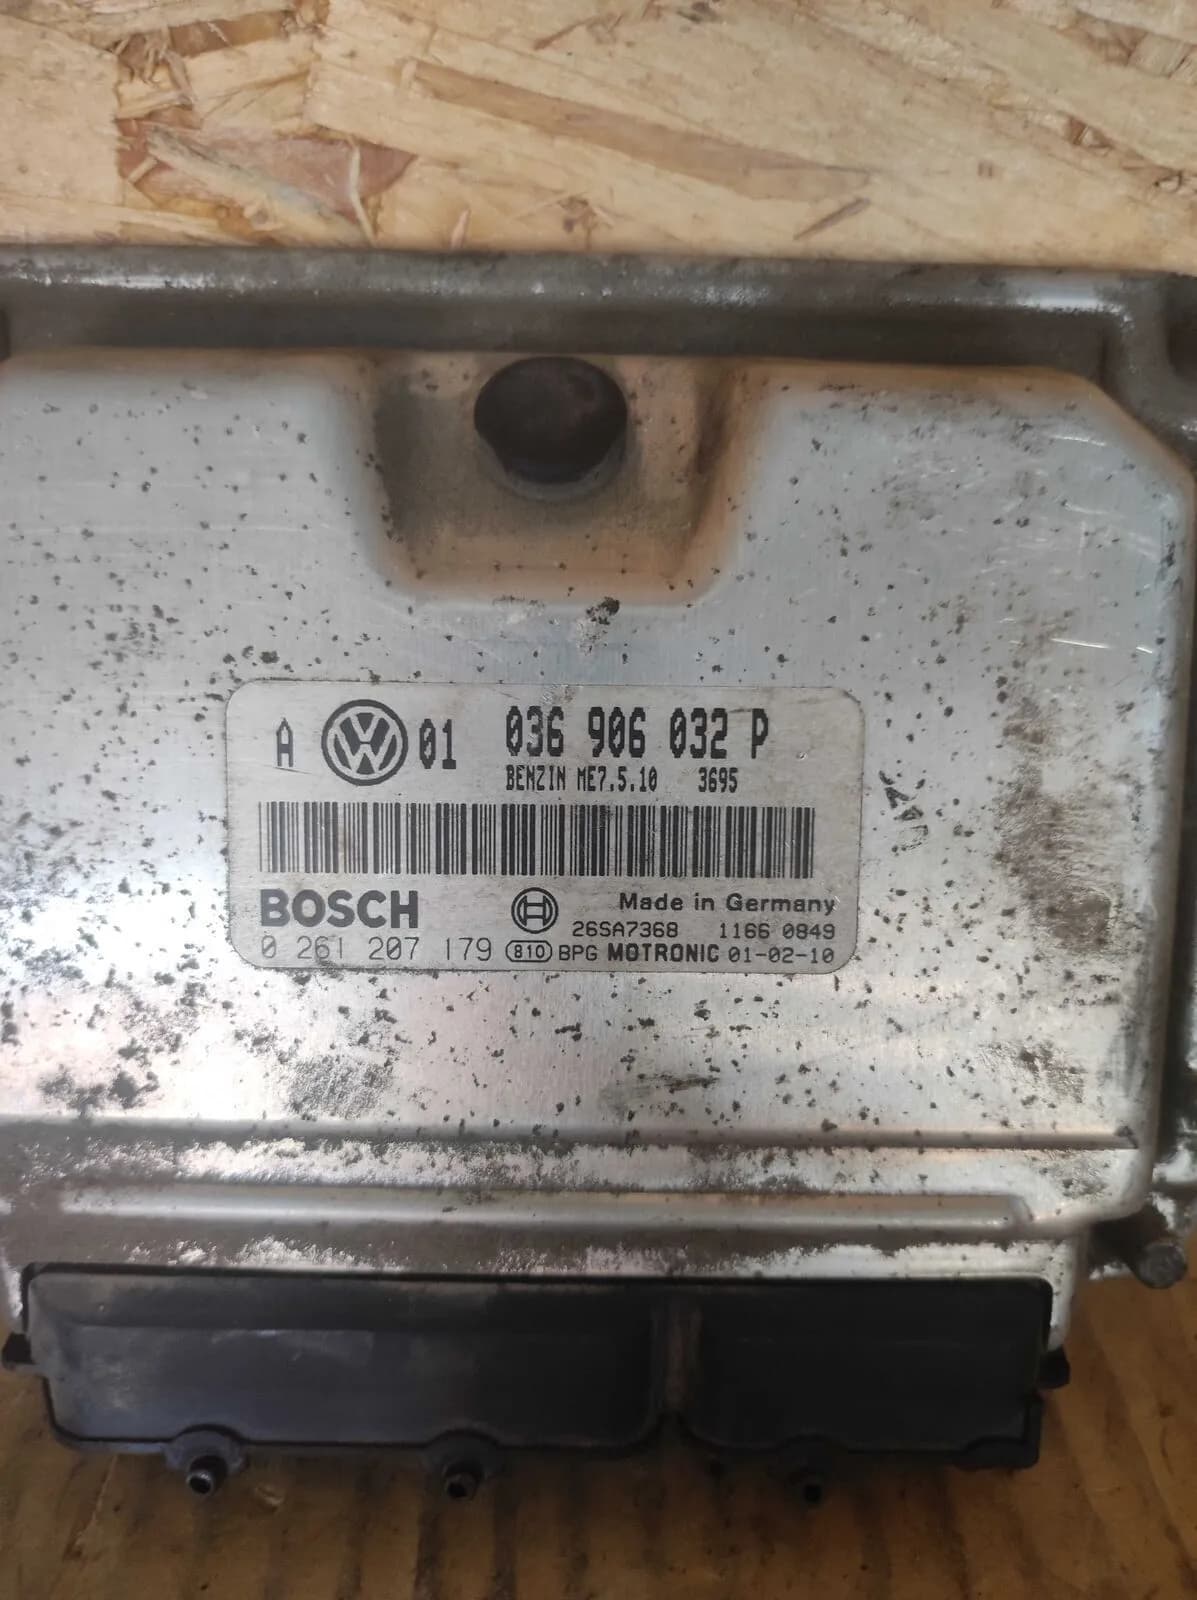 A VW 01 036 906 032 P
BENZIN ME7.5.10 3695
BOSCH Made in Germany
26SA7368 1166 0849
0 261 207 179 810 BPG MOTRONIC 01-02-10